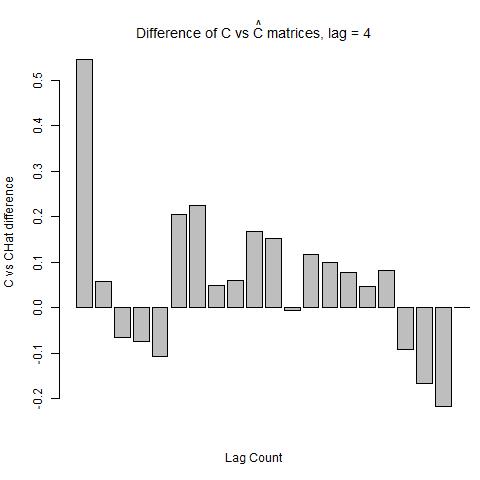 Difference of C vs Ĉ matrices, lag = 4
C vs CHat difference
0.5
0.4
0.3
0.2
0.1
0.0
-0.1
-0.2
Lag Count